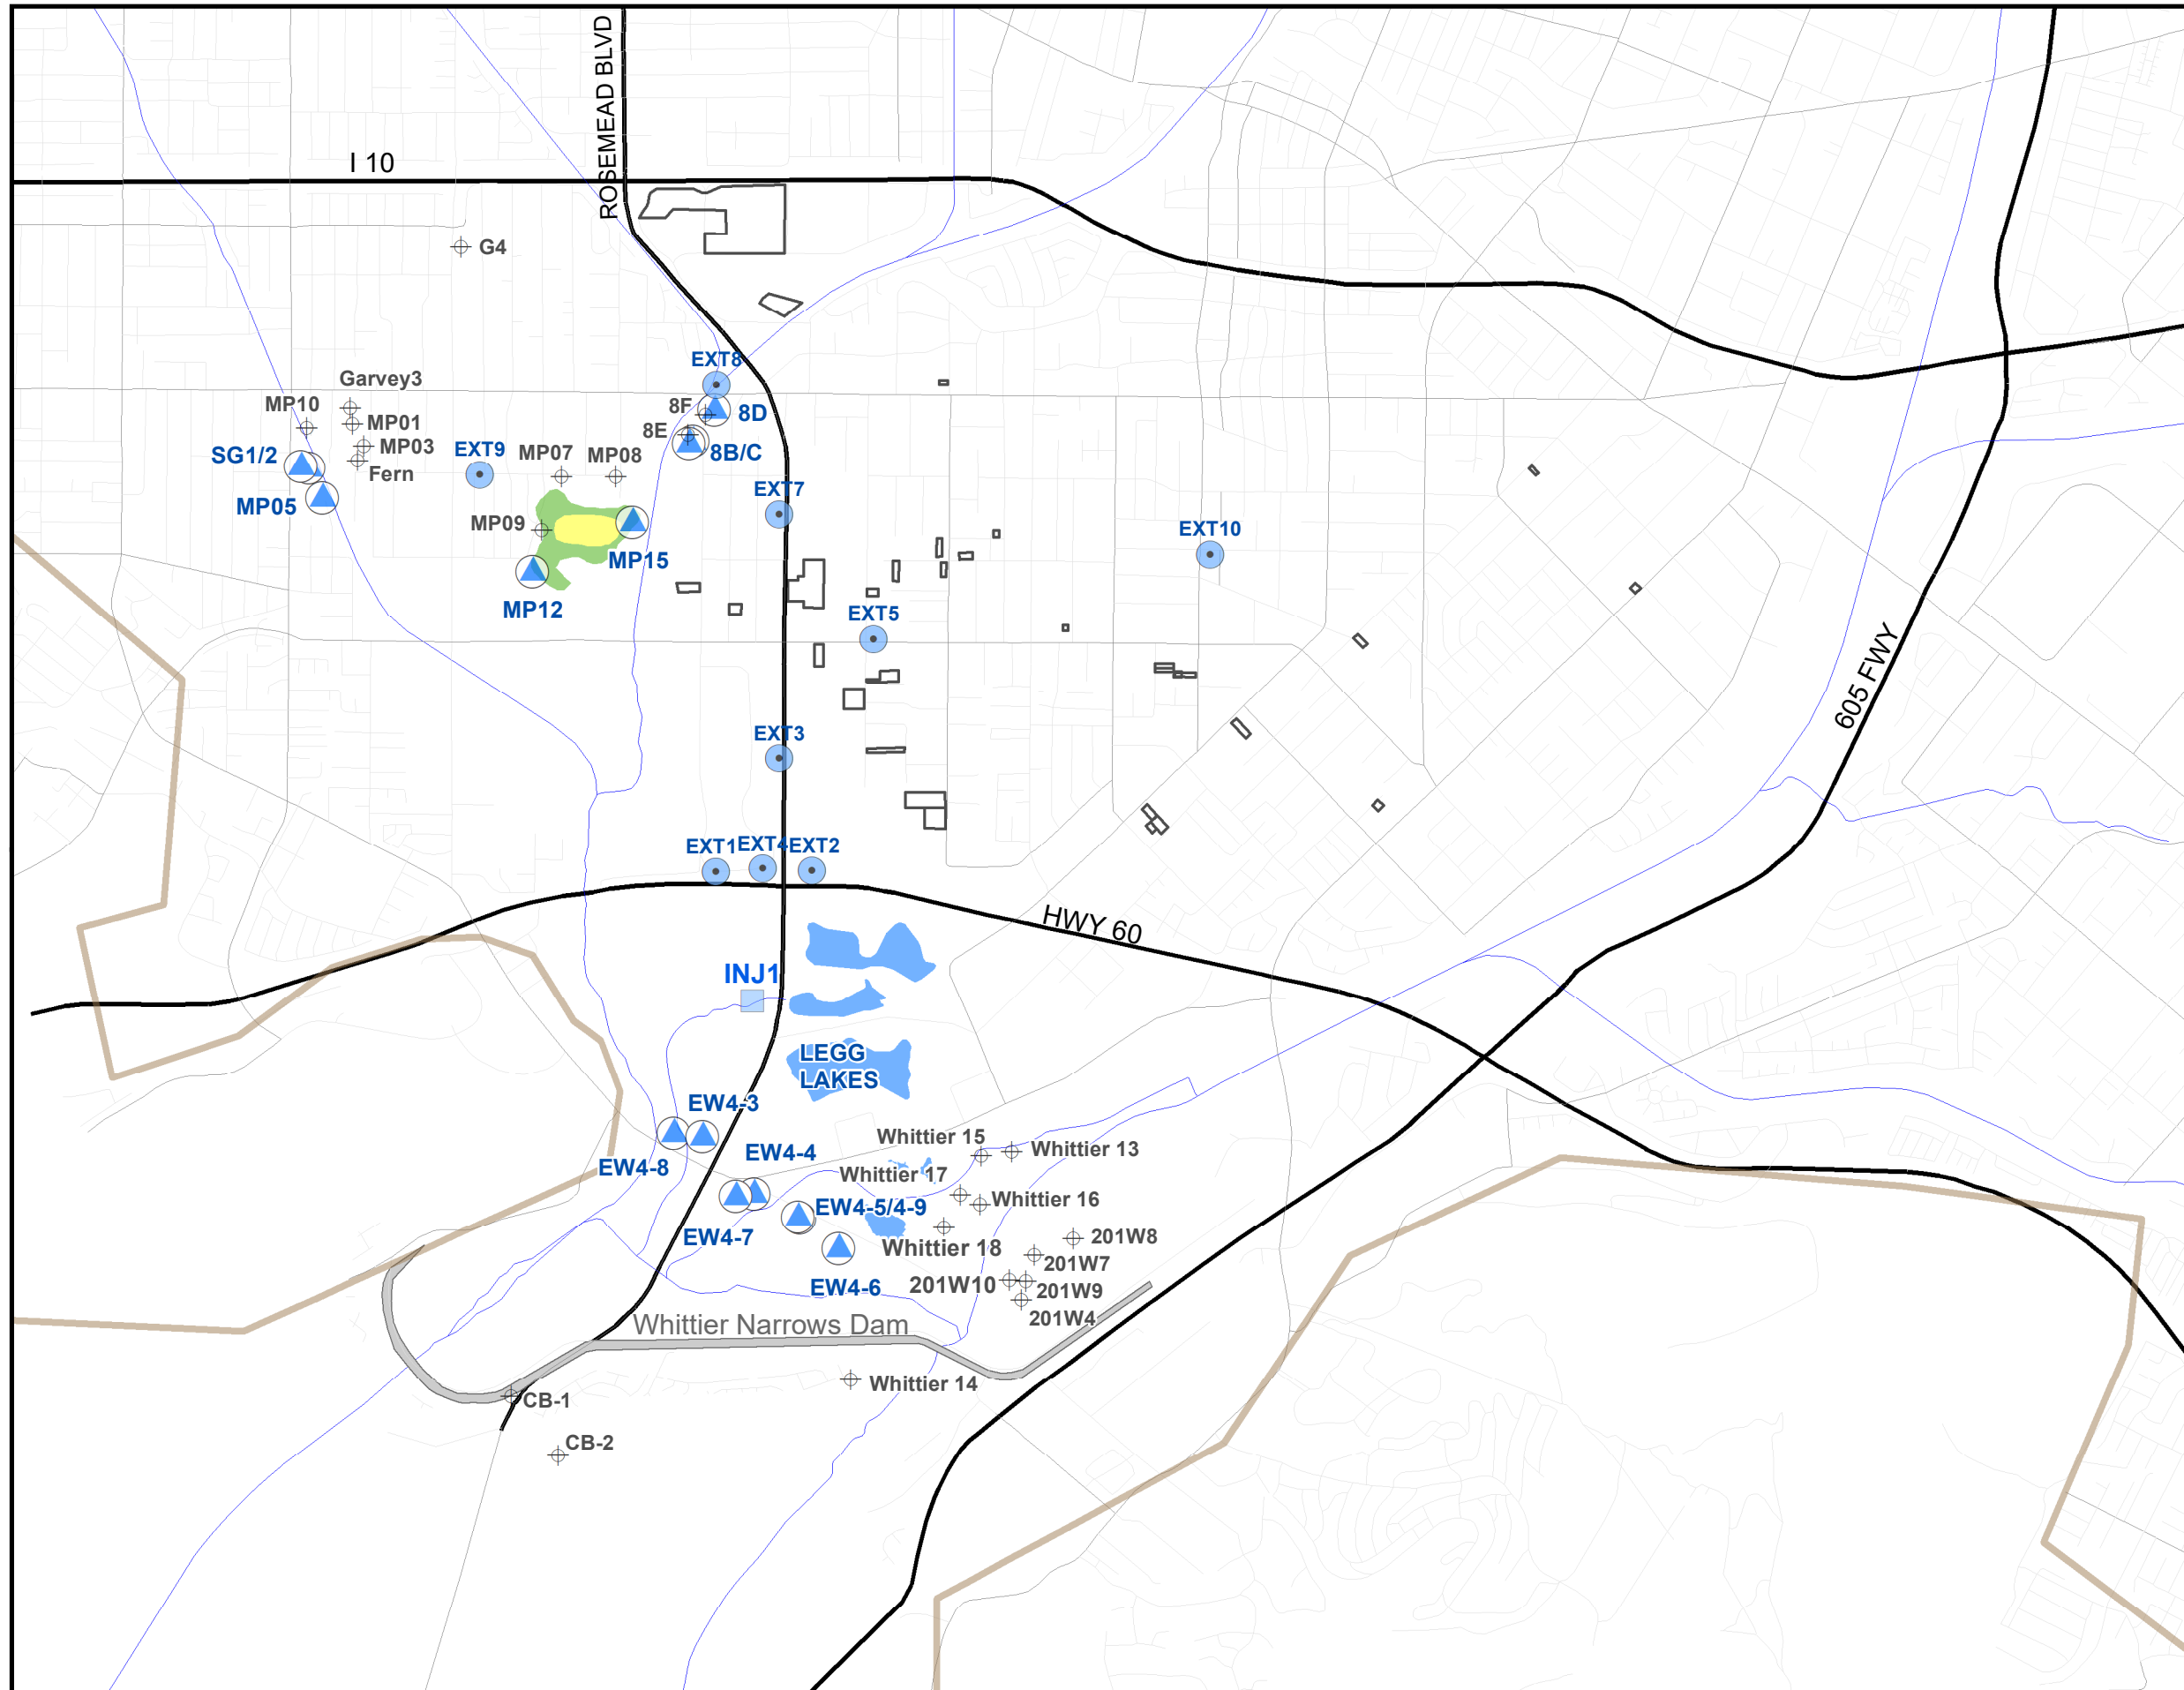 ROSEMEAD BLVD
I 10
G4
EXT8
Garvey3
MP10
8F
8D
MP01
8E
MP03
SG1/2
EXT9
MP07
MP08
8B/C
Fern
EXT7
MP05
MP09
EXT10
MP15
MP12
EXT5
605 FWY
EXT3
EXT1
EXT4
EXT2
HWY 60
INJ1
LEGG
LAKES
EW4-3
Whittier 15
Whittier 13
EW4-4
EW4-8
Whittier 17
Whittier 16
EW4-5/4-9
EW4-7
201W8
Whittier 18
201W7
EW4-6
201W10
201W9
201W4
Whittier Narrows Dam
Whittier 14
CB-1
CB-2